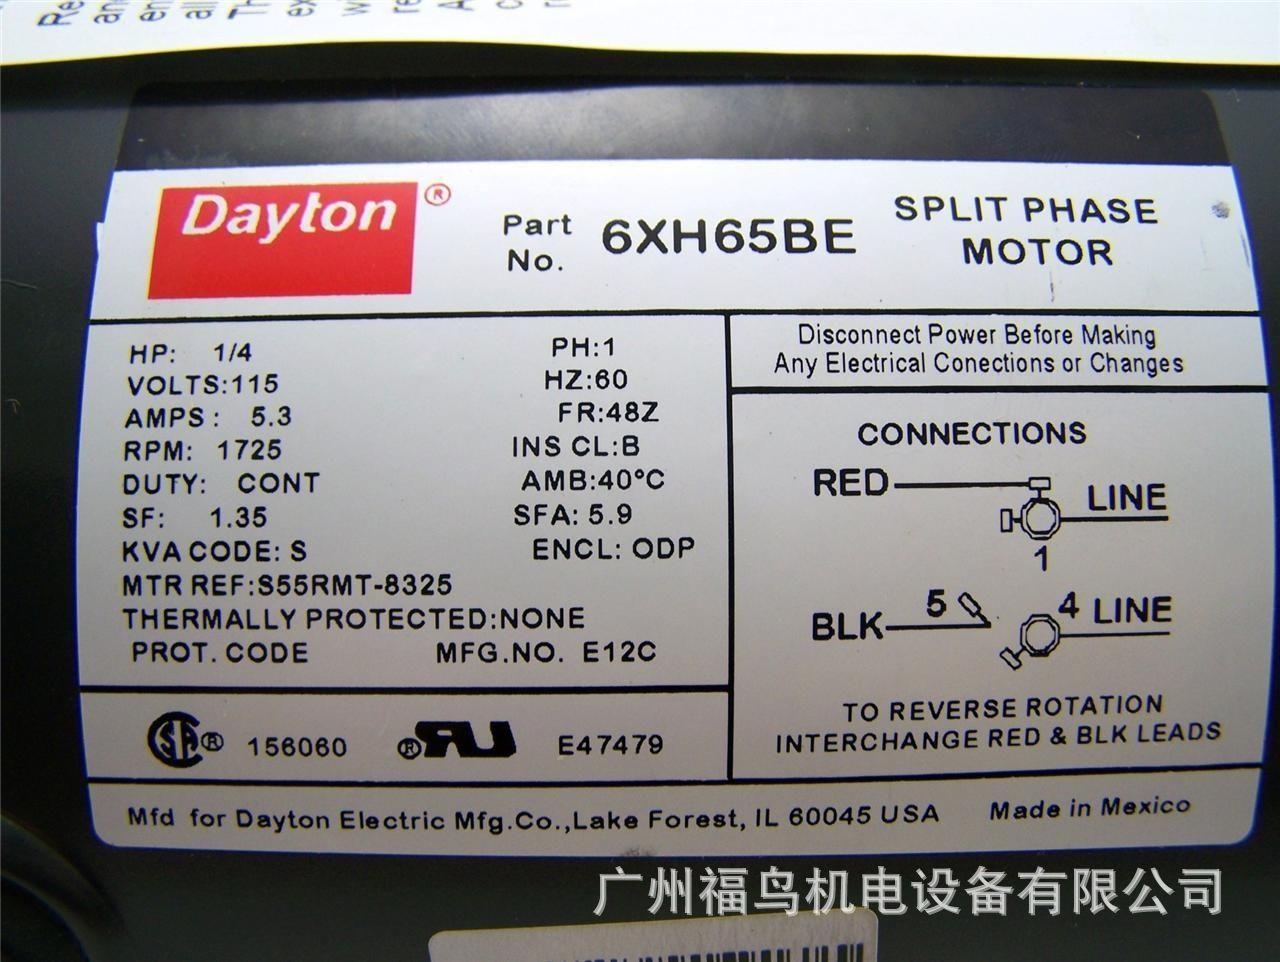 Dayton ®
Part No. 6XH65BE
SPLIT PHASE
MOTOR
HP: 1/4
PH:1
VOLTS:115
HZ:60
AMPS: 5.3
FR:48Z
RPM: 1725
INS CL:B
DUTY: CONT
AMB:40°C
SF: 1.35
SFA: 5.9
KVA CODE: S
ENCL: ODP
MTR REF:S55RMT-8325
THERMALLY PROTECTED:NONE
PROT. CODE
MFG.NO. E12C
Disconnect Power Before Making
Any Electrical Conections or Changes
CONNECTIONS
RED
LINE
1
BLK
5
4 LINE
TO REVERSE ROTATION
INTERCHANGE RED & BLK LEADS
® 156060
® E47479
Mfd for Dayton Electric Mfg.Co.,Lake Forest, IL 60045 USA
Made in Mexico
广州福鸟机电设备有限公司